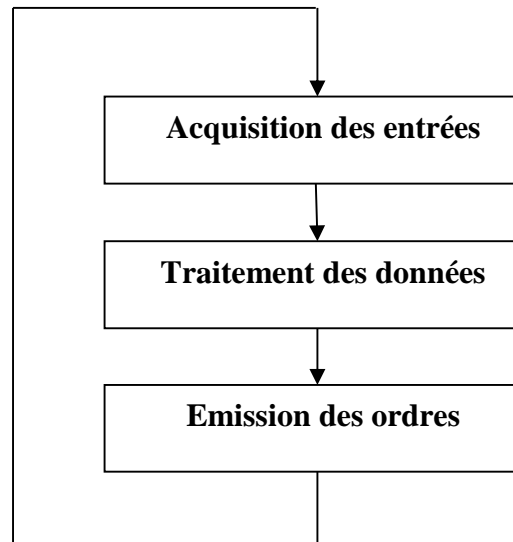 Acquisition des entrées
Traitement des données
Emission des ordres